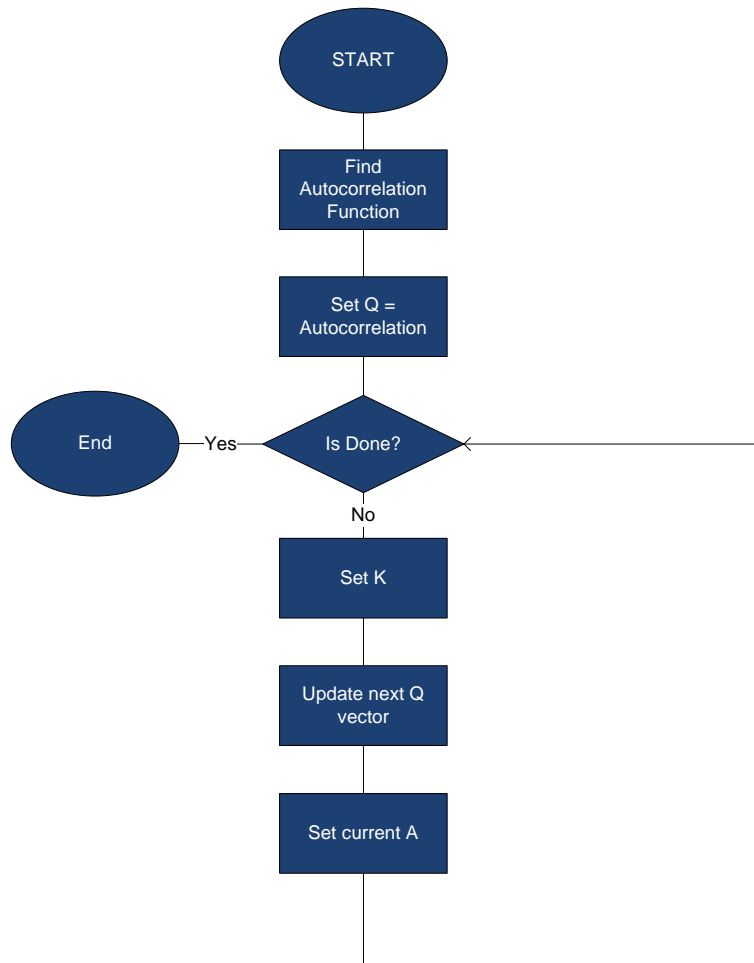 START
Find
Autocorrelation
Function
Set Q =
Autocorrelation
End
Yes
Is Done?
No
Set K
Update next Q
vector
Set current A